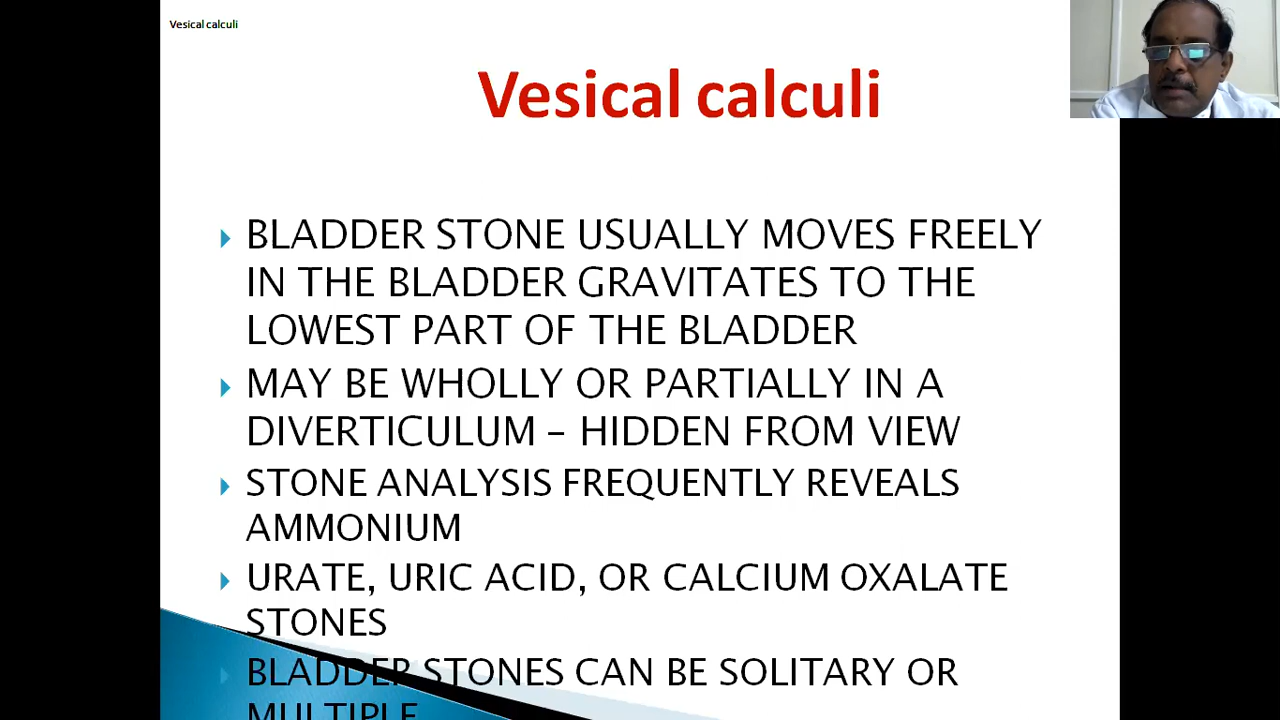 Vesical calculi
Vesical calculi
BLADDER STONE USUALLY MOVES FREELY
IN THE BLADDER GRAVITATES TO THE
LOWEST PART OF THE BLADDER
MAY BE WHOLLY OR PARTIALLY IN A
DIVERTICULUM – HIDDEN FROM VIEW
STONE ANALYSIS FREQUENTLY REVEALS
AMMONIUM
URATE, URIC ACID, OR CALCIUM OXALATE
STONES
BLADDER STONES CAN BE SOLITARY OR
MULTIPLE